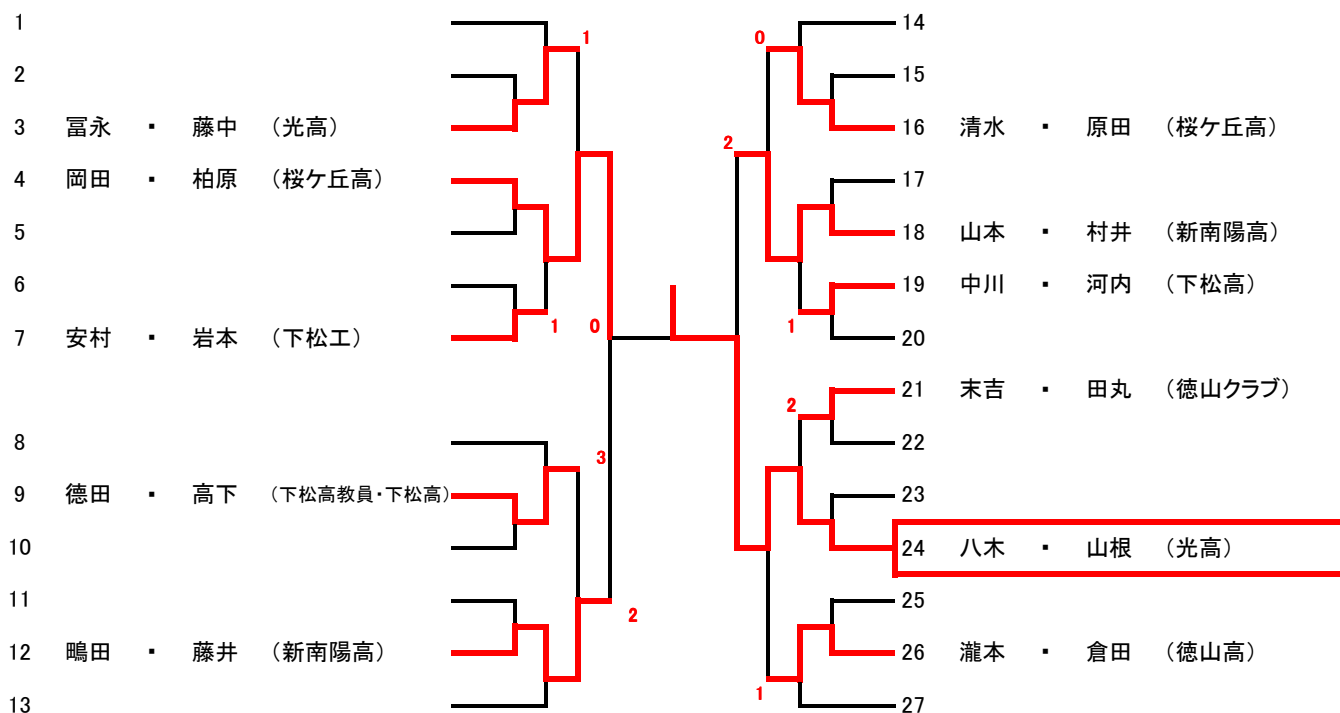 1
2
3 冨永 ・ 藤中 (光高)
4 岡田 ・ 柏原 (桜ケ丘高)
5
6
7 安村 ・ 岩本 (下松工)
8
9 德田 ・ 高下 (下松高教員・下松高)
10
11
12 鴫田 ・ 藤井 (新南陽高)
13
1
1
0
3
2
0
2
1
2
1
14
15
16 清水 ・ 原田 (桜ケ丘高)
17
18 山本 ・ 村井 (新南陽高)
19 中川 ・ 河内 (下松高)
20
21 末吉 ・ 田丸 (徳山クラブ)
22
23
24 八木 ・ 山根 (光高)
25
26 瀧本 ・ 倉田 (徳山高)
27